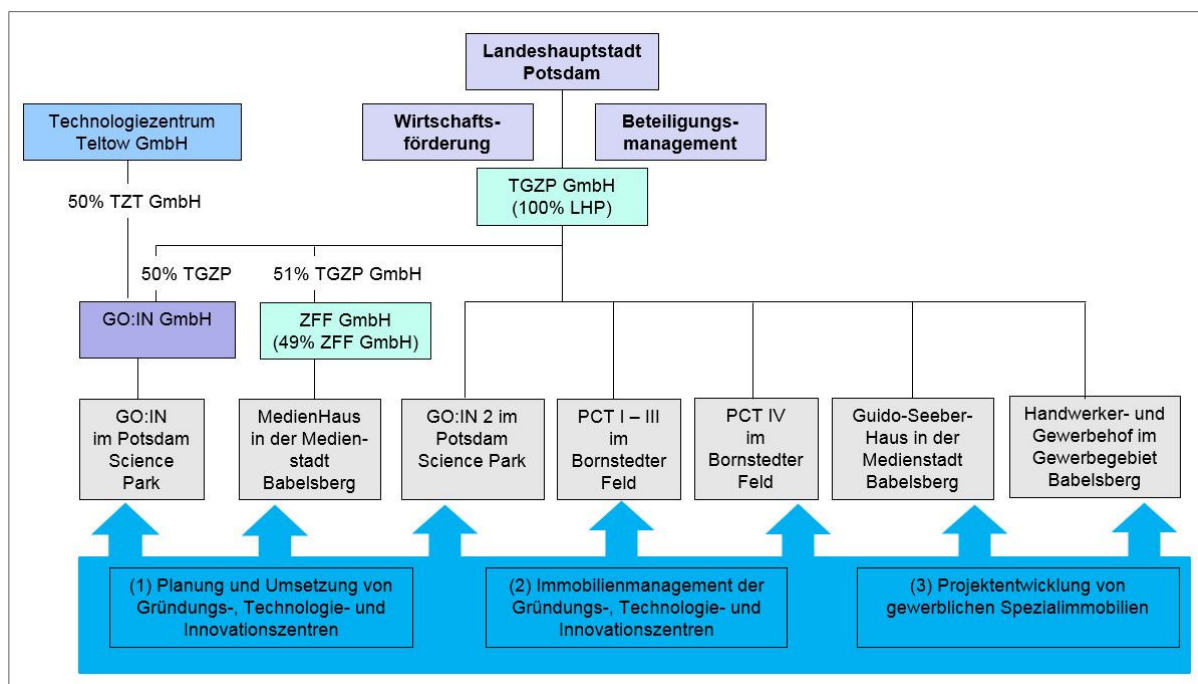 Landeshauptstadt
Potsdam
Technologiezentrum
Teltow GmbH
Wirtschafts-
förderung
Beteiligungs-
management
50% TZT GmbH
TGZP GmbH
(100% LHP)
50% TGZP
51% TGZP GmbH
GO:IN GmbH
ZFF GmbH
(49% ZFF GmbH)
GO:IN
im Potsdam
Science
Park
MedienHaus
in der Medien-
stadt
Babelsberg
GO:IN 2 im
Potsdam
Science Park
PCT I – III
im
Bornstedter
Feld
PCT IV
im
Bornstedter
Feld
Guido-Seeber-
Haus in der
Medienstadt
Babelsberg
Handwerker- und
Gewerbehof im
Gewerbegebiet
Babelsberg
(1) Planung und Umsetzung von
Gründungs-, Technologie- und
Innovationszentren
(2) Immobilienmanagement der
Gründungs-, Technologie- und
Innovationszentren
(3) Projektentwicklung von
gewerblichen Spezialimmobilien